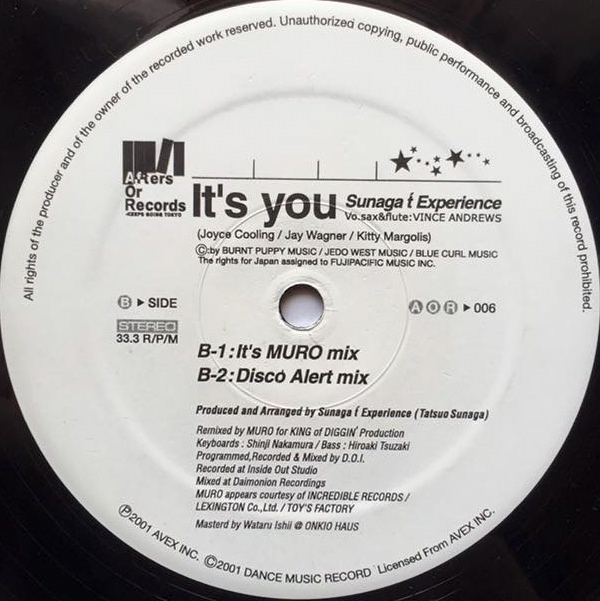 All rights of the producer and of the owner of the recorded work reserved. Unauthorized copying, public performance and broadcasting of this record prohibited.
Afters
Or
Records
-KEEPS GOING TOKYO
It's you
Sunaga t Experience
Vo.sax&flute:VINCE ANDREWS
(Joyce Cooling / Jay Wagner / Kitty Margolis)
Ⓒ:by BURNT PUPPY MUSIC / JEDO WEST MUSIC / BLUE CURL MUSIC
The rights for Japan assigned to FUJIPACIFIC MUSIC INC.
Ⓑ ▶ SIDE
ⒶⓄⓇ ▶ 006
STEREO
33.3 R/P/M
B-1:It's MURO mix
B-2:Disco Alert mix
Produced and Arranged by Sunaga t Experience (Tatsuo Sunaga)
Remixed by MURO for KING of DIGGIN' Production
Keyboards : Shinji Nakamura / Bass : Hiroaki Tsuzaki
Programmed,Recorded & Mixed by D.O.I.
Recorded at Inside Out Studio
Mixed at Daimonion Recordings
MURO appears courtesy of INCREDIBLE RECORDS /
LEXINGTON Co.,Ltd. / TOY'S FACTORY
Masterd by Wataru Ishii @ ONKIO HAUS
Ⓟ2001 AVEX INC. Ⓒ2001 DANCE MUSIC RECORD Licensed From AVEX INC.